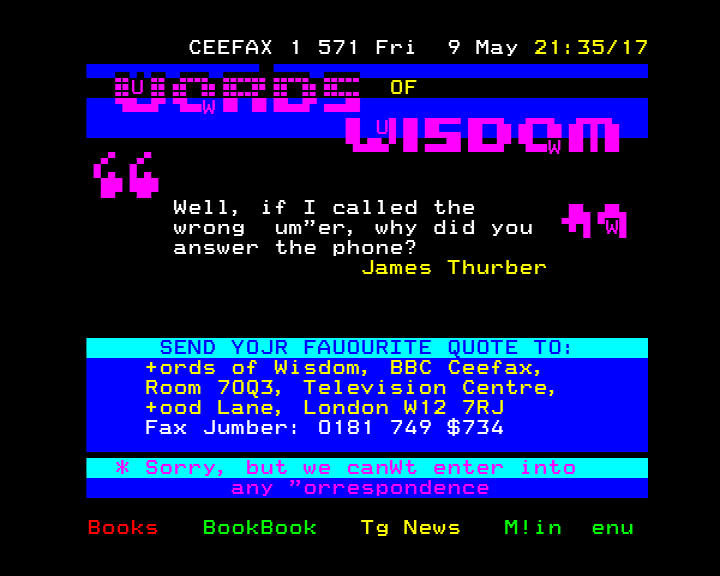 CEEFAX 1 571 Fri  9 May 21:35/17
WORDS OF
WISDOM
Well, if I called the
wrong  um"er, why did you
answer the phone?
James Thurber
SEND YOJR FAUOURITE QUOTE TO:
+ords of Wisdom, BBC Ceefax,
Room 7OQ3, Television Centre,
+ood Lane, London W12 7RJ
Fax Jumber: 0181 749 $734
* Sorry, but we canWt enter into
any "orrespondence
Books BookBook Tg News M!in  enu